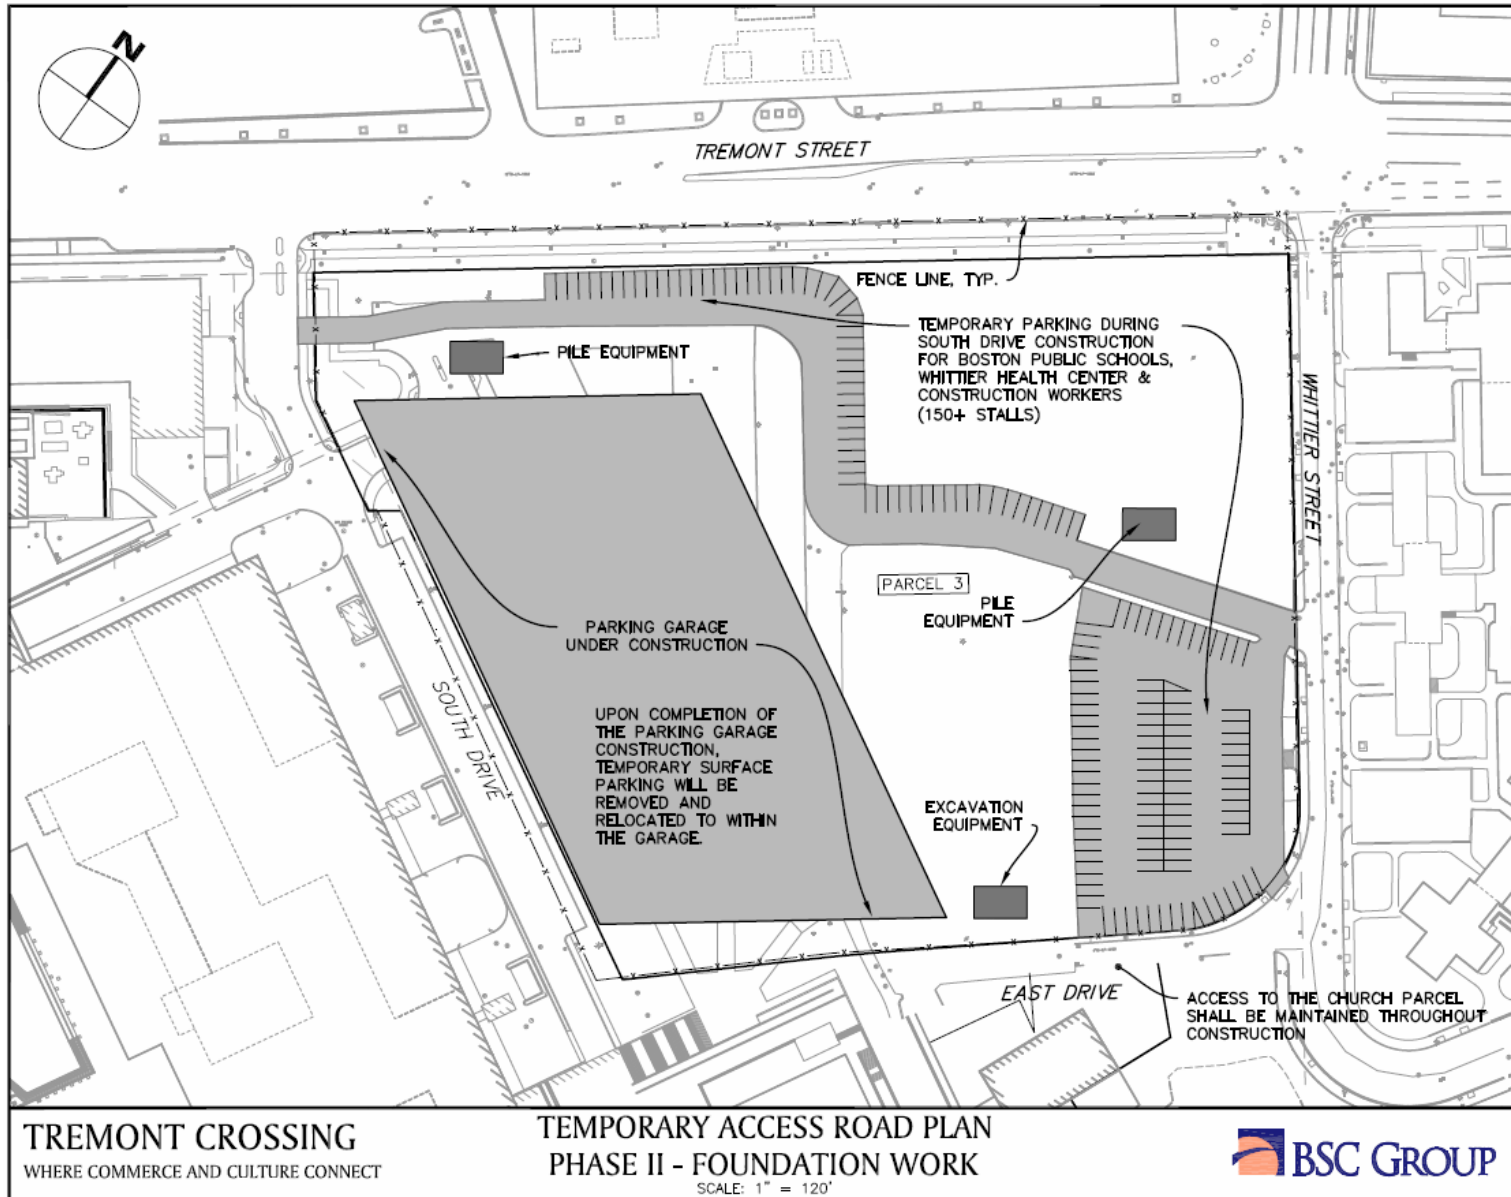 N
TREMONT STREET
FENCE LINE, TYP.
TEMPORARY PARKING DURING
SOUTH DRIVE CONSTRUCTION
FOR BOSTON PUBLIC SCHOOLS,
WHITTIER HEALTH CENTER &
CONSTRUCTION WORKERS
(150+ STALLS)
PILE EQUIPMENT
WHITTIER STREET
PARCEL 3
PILE
EQUIPMENT
PARKING GARAGE
UNDER CONSTRUCTION
SOUTH DRIVE
UPON COMPLETION OF
THE PARKING GARAGE
CONSTRUCTION,
TEMPORARY SURFACE
PARKING WILL BE
REMOVED AND
RELOCATED TO WITHIN
THE GARAGE.
EXCAVATION
EQUIPMENT
EAST DRIVE
ACCESS TO THE CHURCH PARCEL
SHALL BE MAINTAINED THROUGHOUT
CONSTRUCTION
TREMONT CROSSING
WHERE COMMERCE AND CULTURE CONNECT
TEMPORARY ACCESS ROAD PLAN
PHASE II - FOUNDATION WORK
SCALE: 1" = 120'
BSC GROUP